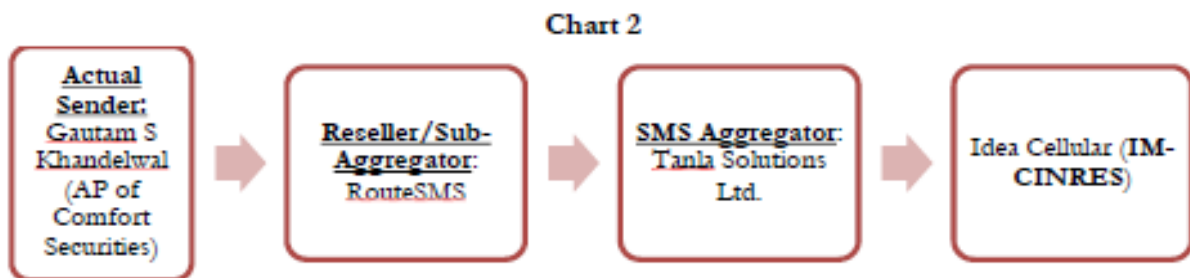 Chart 2
Actual
Sender:
Gautam S
Khandelwal
(AP of
Comfort
Securities)
Reseller/Sub-
Aggregator:
RouteSMS
SMS Aggregator:
Tanla Solutions
Ltd.
Idea Cellular (IM-
CINRES)